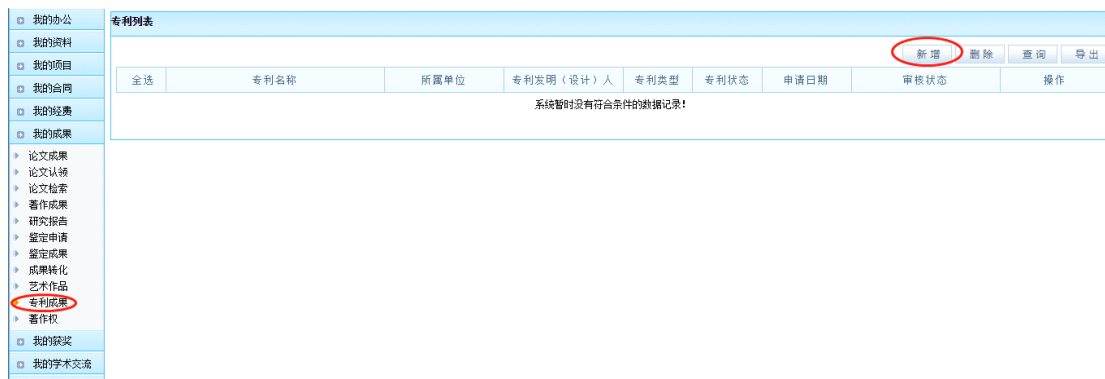 我的办公
我的资料
我的项目
我的合同
我的经费
我的成果
论文成果
论文认领
论文检索
著作成果
研究报告
鉴定申请
鉴定成果
成果转化
艺术作品
专利成果
著作权
我的获奖
我的学术交流
专利列表
新增 删除 查询 导出
全选 专利名称 所属单位 专利发明（设计）人 专利类型 专利状态 申请日期 审核状态 操作
系统暂时没有符合条件的数据记录！